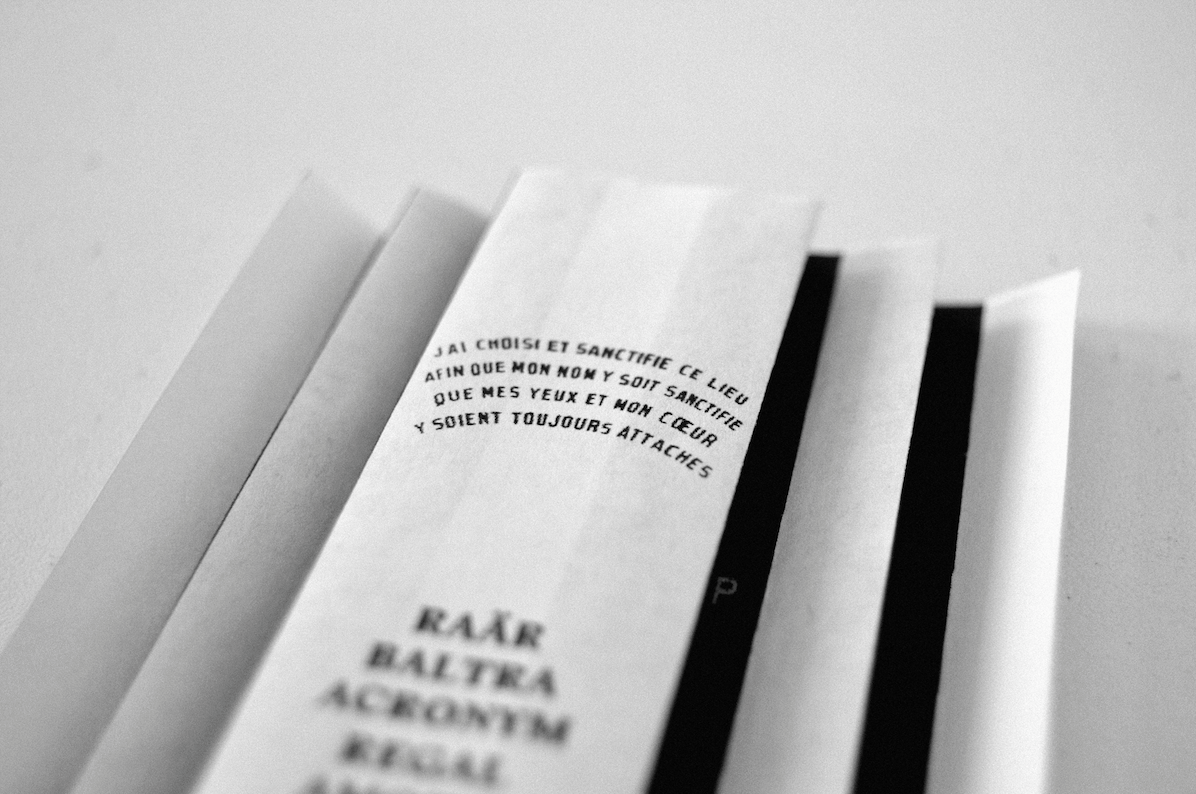 J'AI CHOISI ET SANCTIFIE CE LIEU
AFIN QUE MON NOM Y SOIT SANCTIFIE
QUE MES YEUX ET MON CŒUR
Y SOIENT TOUJOURS ATTACHES
P
RAÄR
BALTRA
ACRONYM
REGAL